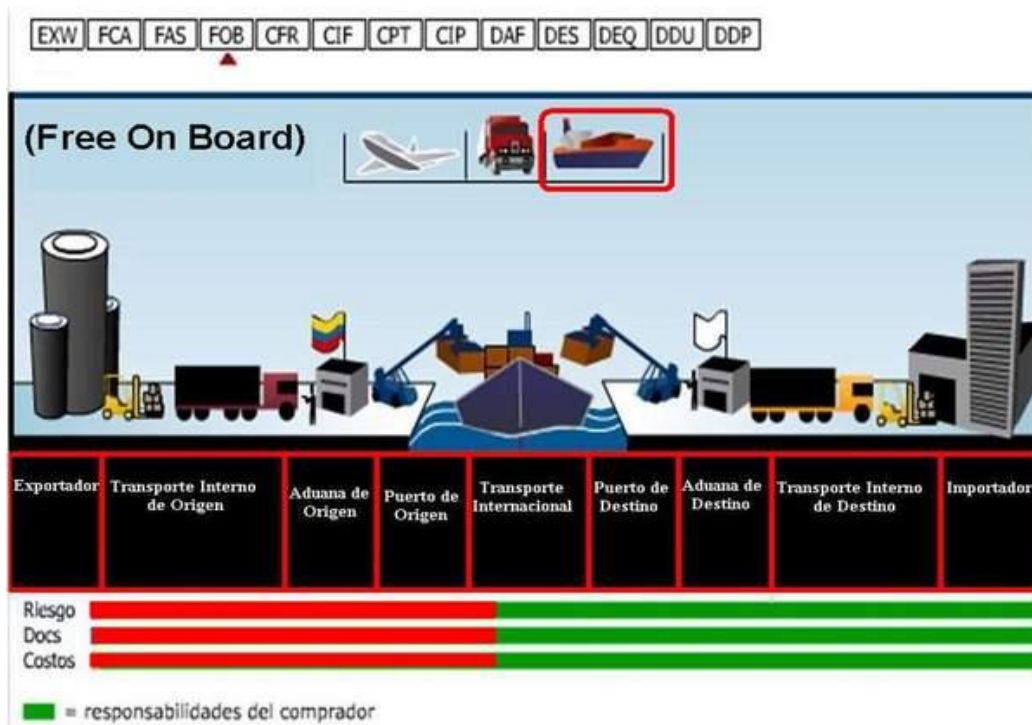 EXW FCA FAS FOB CFR CIF CPT CIP DAF DES DEQ DDU DDP
(Free On Board)
Exportador
Transporte Interno
de Origen
Aduana de
Origen
Puerto de
Origen
Transporte
Internacional
Puerto de
Destino
Aduana de
Destino
Transporte Interno
de Destino
Importador
Riesgo
Docs
Costos
= responsabilidades del comprador